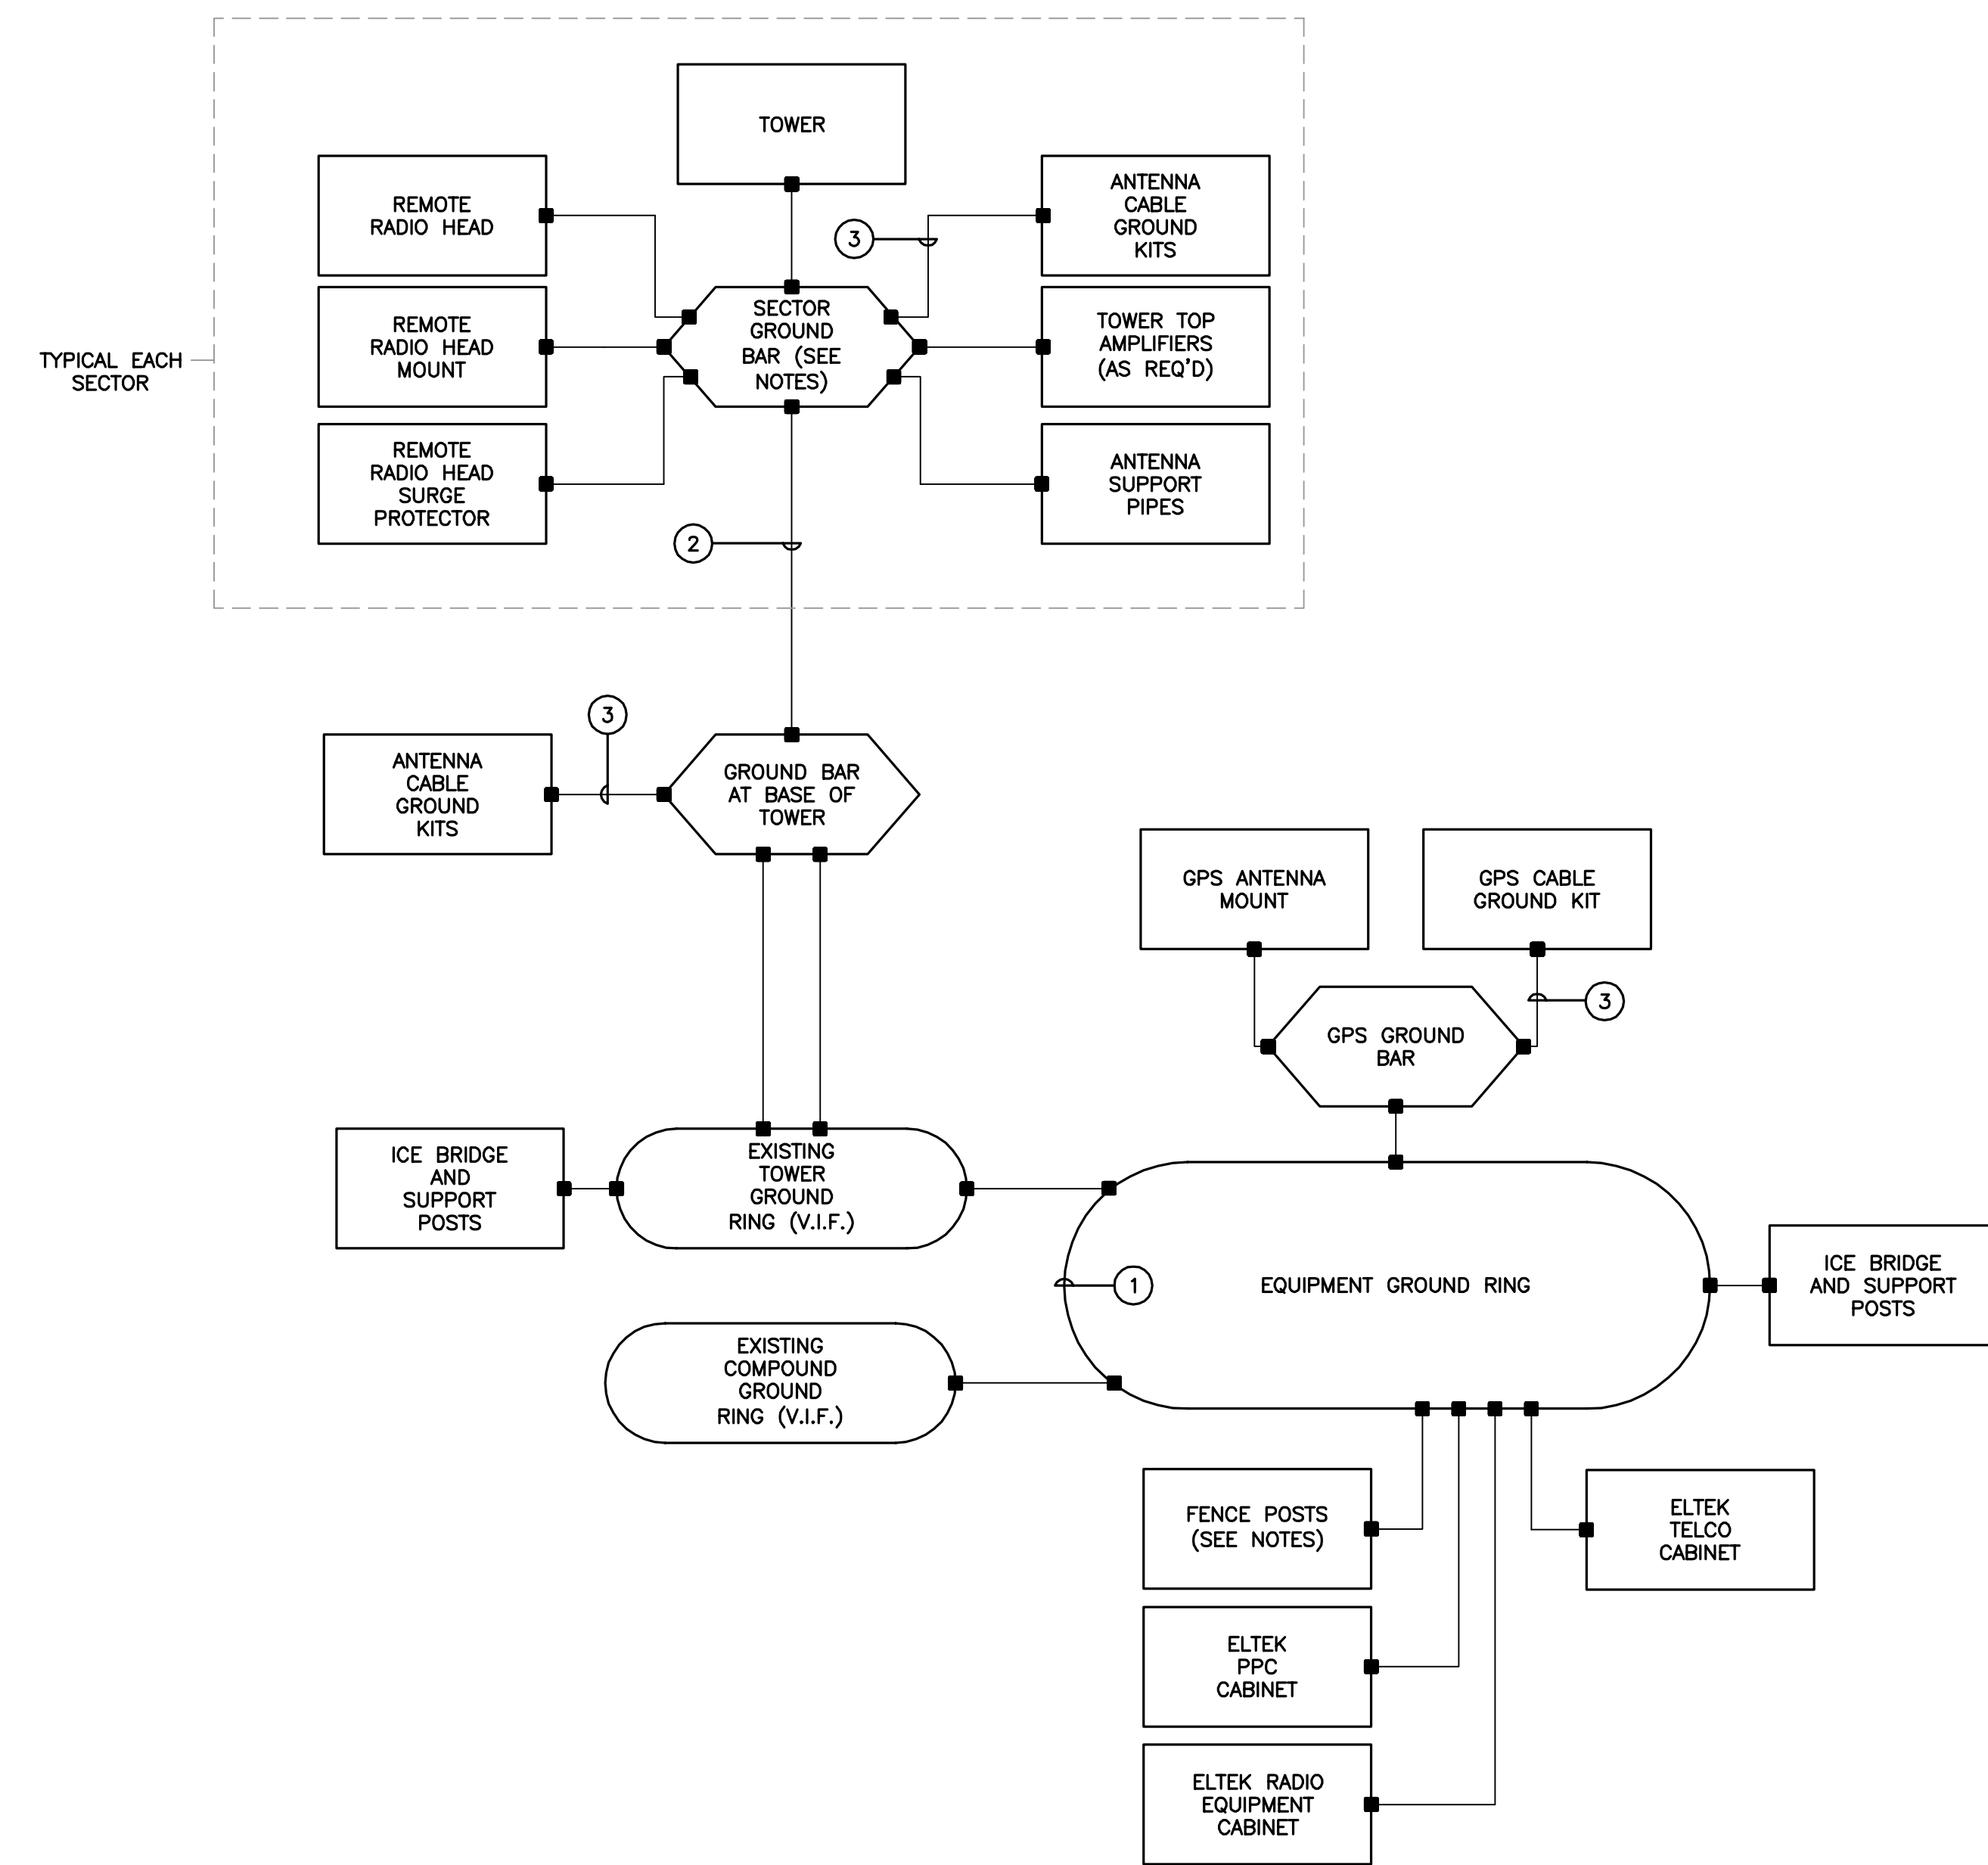 TOWER
REMOTE
RADIO HEAD
ANTENNA
CABLE
GROUND
KITS
3
REMOTE
RADIO HEAD
MOUNT
SECTOR
GROUND
BAR (SEE
NOTES)
TOWER TOP
AMPLIFIERS
(AS REQ'D)
TYPICAL EACH
SECTOR
REMOTE
RADIO HEAD
SURGE
PROTECTOR
ANTENNA
SUPPORT
PIPES
2
3
ANTENNA
CABLE
GROUND
KITS
GROUND BAR
AT BASE OF
TOWER
GPS ANTENNA
MOUNT
GPS CABLE
GROUND KIT
3
GPS GROUND
BAR
ICE BRIDGE
AND
SUPPORT
POSTS
EXISTING
TOWER
GROUND
RING (V.I.F.)
1
EQUIPMENT GROUND RING
ICE BRIDGE
AND SUPPORT
POSTS
EXISTING
COMPOUND
GROUND
RING (V.I.F.)
FENCE POSTS
(SEE NOTES)
ELTEK
TELCO
CABINET
ELTEK
PPC
CABINET
ELTEK RADIO
EQUIPMENT
CABINET